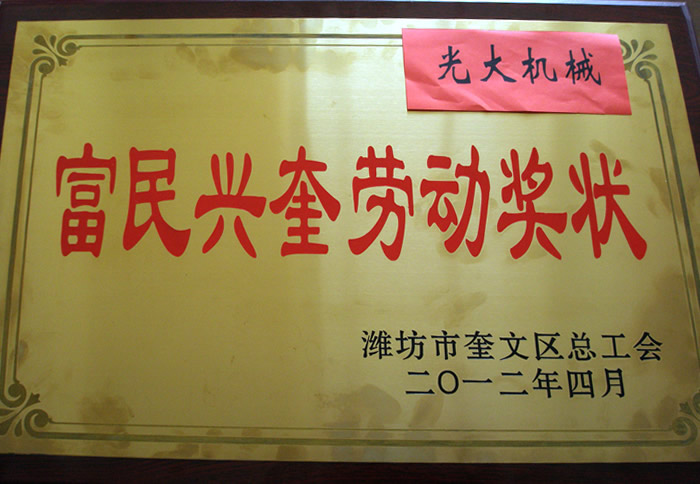 光大机械
富民兴奎劳动奖状
潍坊市奎文区总工会
二〇一二年四月